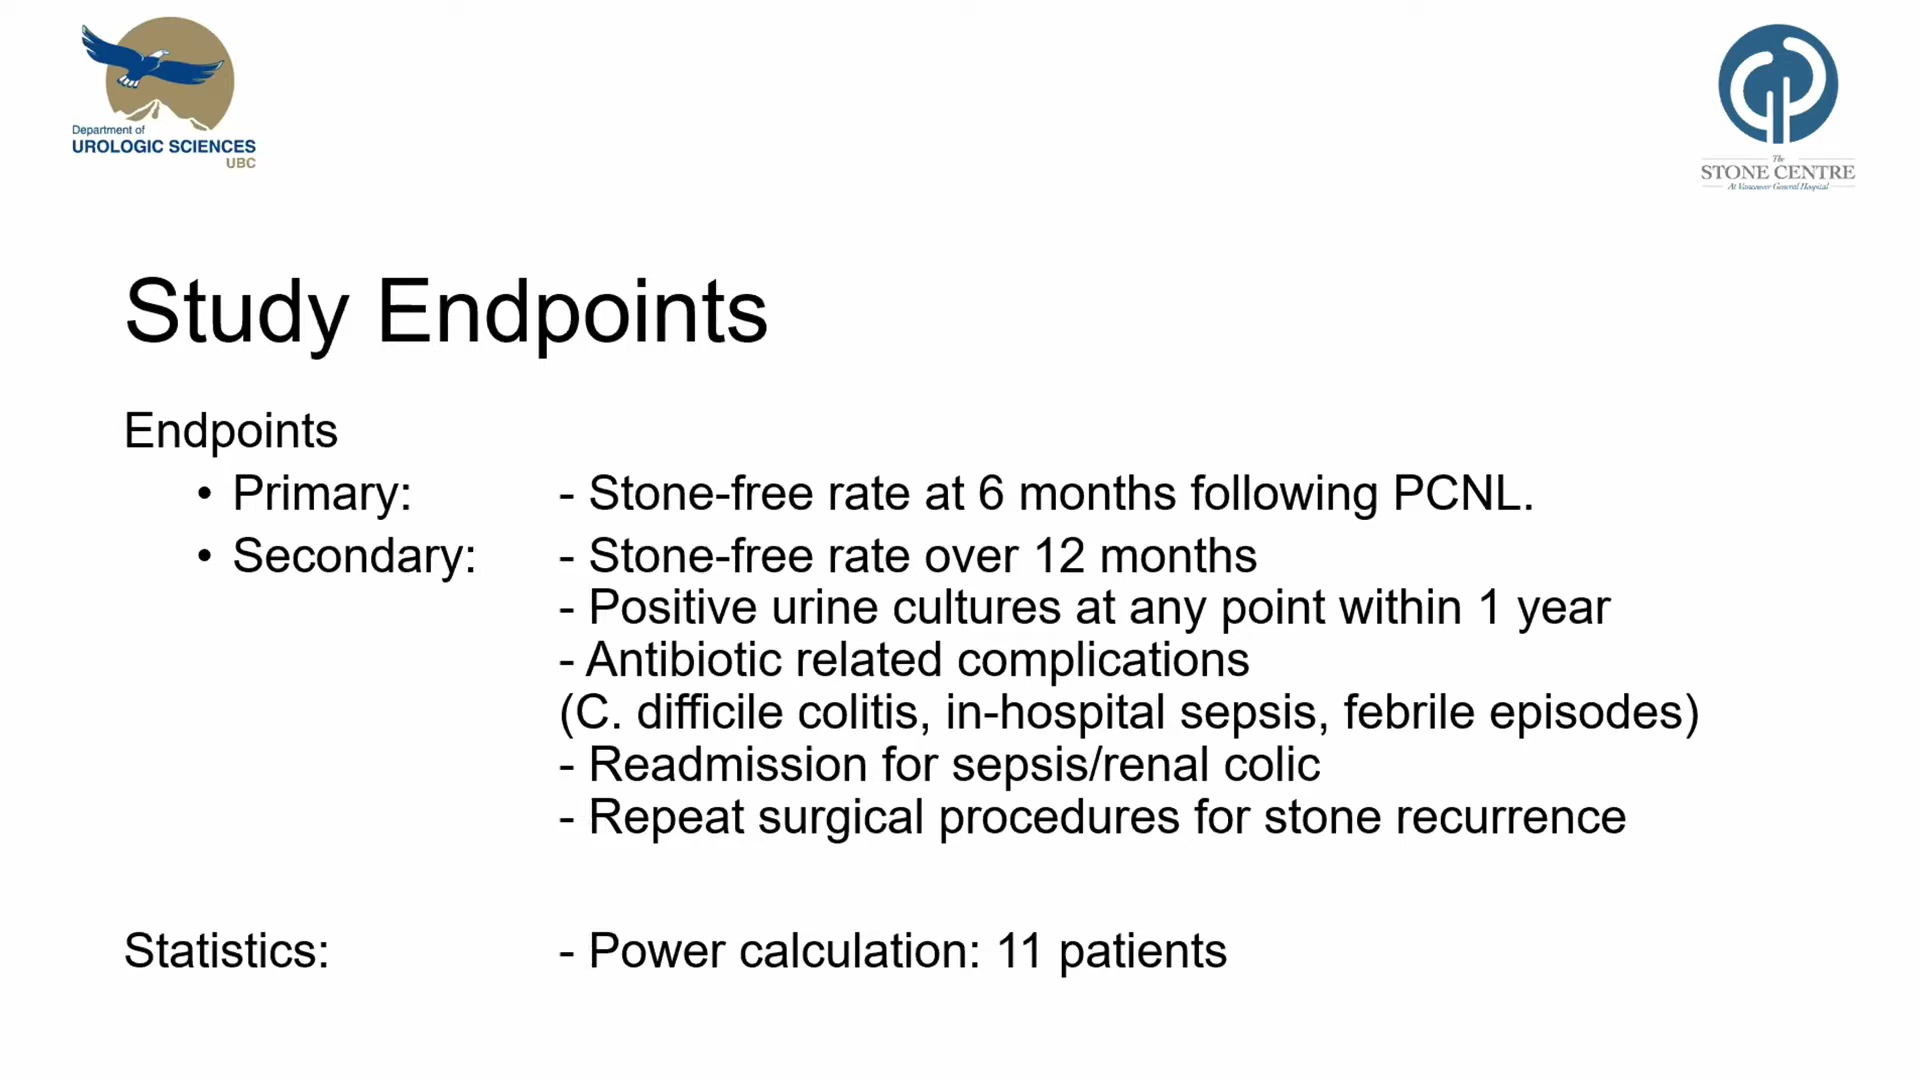 Department of
UROLOGIC SCIENCES
UBC
The
STONE CENTRE
At Vancouver General Hospital
Study Endpoints
Endpoints
• Primary: - Stone-free rate at 6 months following PCNL.
• Secondary: - Stone-free rate over 12 months
- Positive urine cultures at any point within 1 year
- Antibiotic related complications
(C. difficile colitis, in-hospital sepsis, febrile episodes)
- Readmission for sepsis/renal colic
- Repeat surgical procedures for stone recurrence
Statistics: - Power calculation: 11 patients